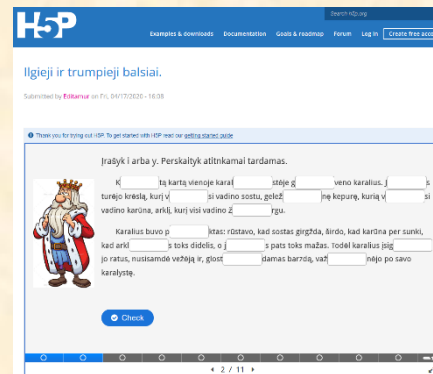 Search H5p.org
H5P
Examples & downloads Documentation Goals & roadmap Forum Log in Create free acco
Ilgieji ir trumpieji balsiai.
Submitted by Editamur on Fri, 04/17/2020 - 16:38
Thank you for trying out H5P. To get started with H5P read our getting started guide
Įrašyk i arba y. Perskaityk atitinkamai tardamas.
K tą kartą vienoje karal stėje g veno karalius. J s
turėjo krėslą, kurį v si vadino sostu, gelež nę kepurę, kurią v si
vadino karūna, arklį, kurį visi vadino ž rgu.
Karalius buvo p ktas: rūstavo, kad sostas girgžda, širdo, kad karūna per sunki,
kad arkl s toks didelis, o j s pats toks mažas. Todėl karalius įsig
jo ratus, nusisamdė vežėją ir, glost damas barzdą, važ nėjo po savo
karalystę.
Check
2 / 11